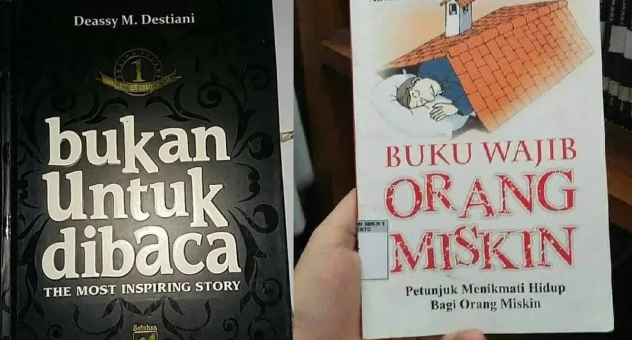 Deassy M. Destiani
1
bukan
untuk
dibaca
THE MOST INSPIRING STORY
BUKU WAJIB
ORANG
MISKIN
Petunjuk Menikmati Hidup
Bagi Orang Miskin